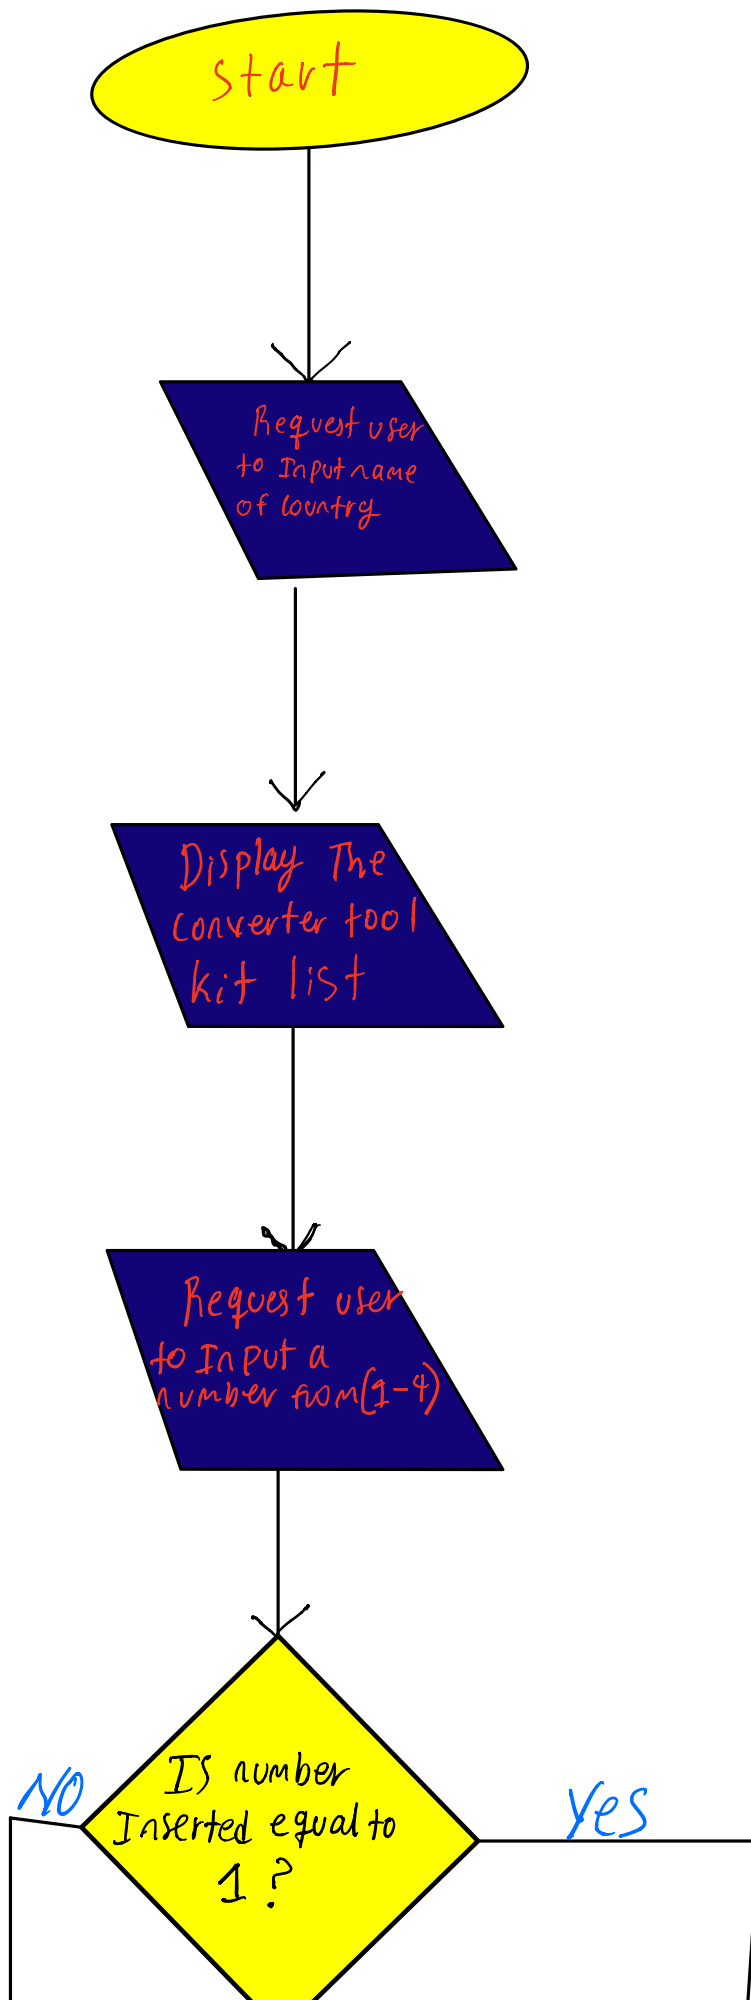 start
Request user
to Input name
of Country
Display The
converter tool
kit list
Request user
to Input a
number from(1-4)
NO
Yes
Is number
Inserted equal to
1?